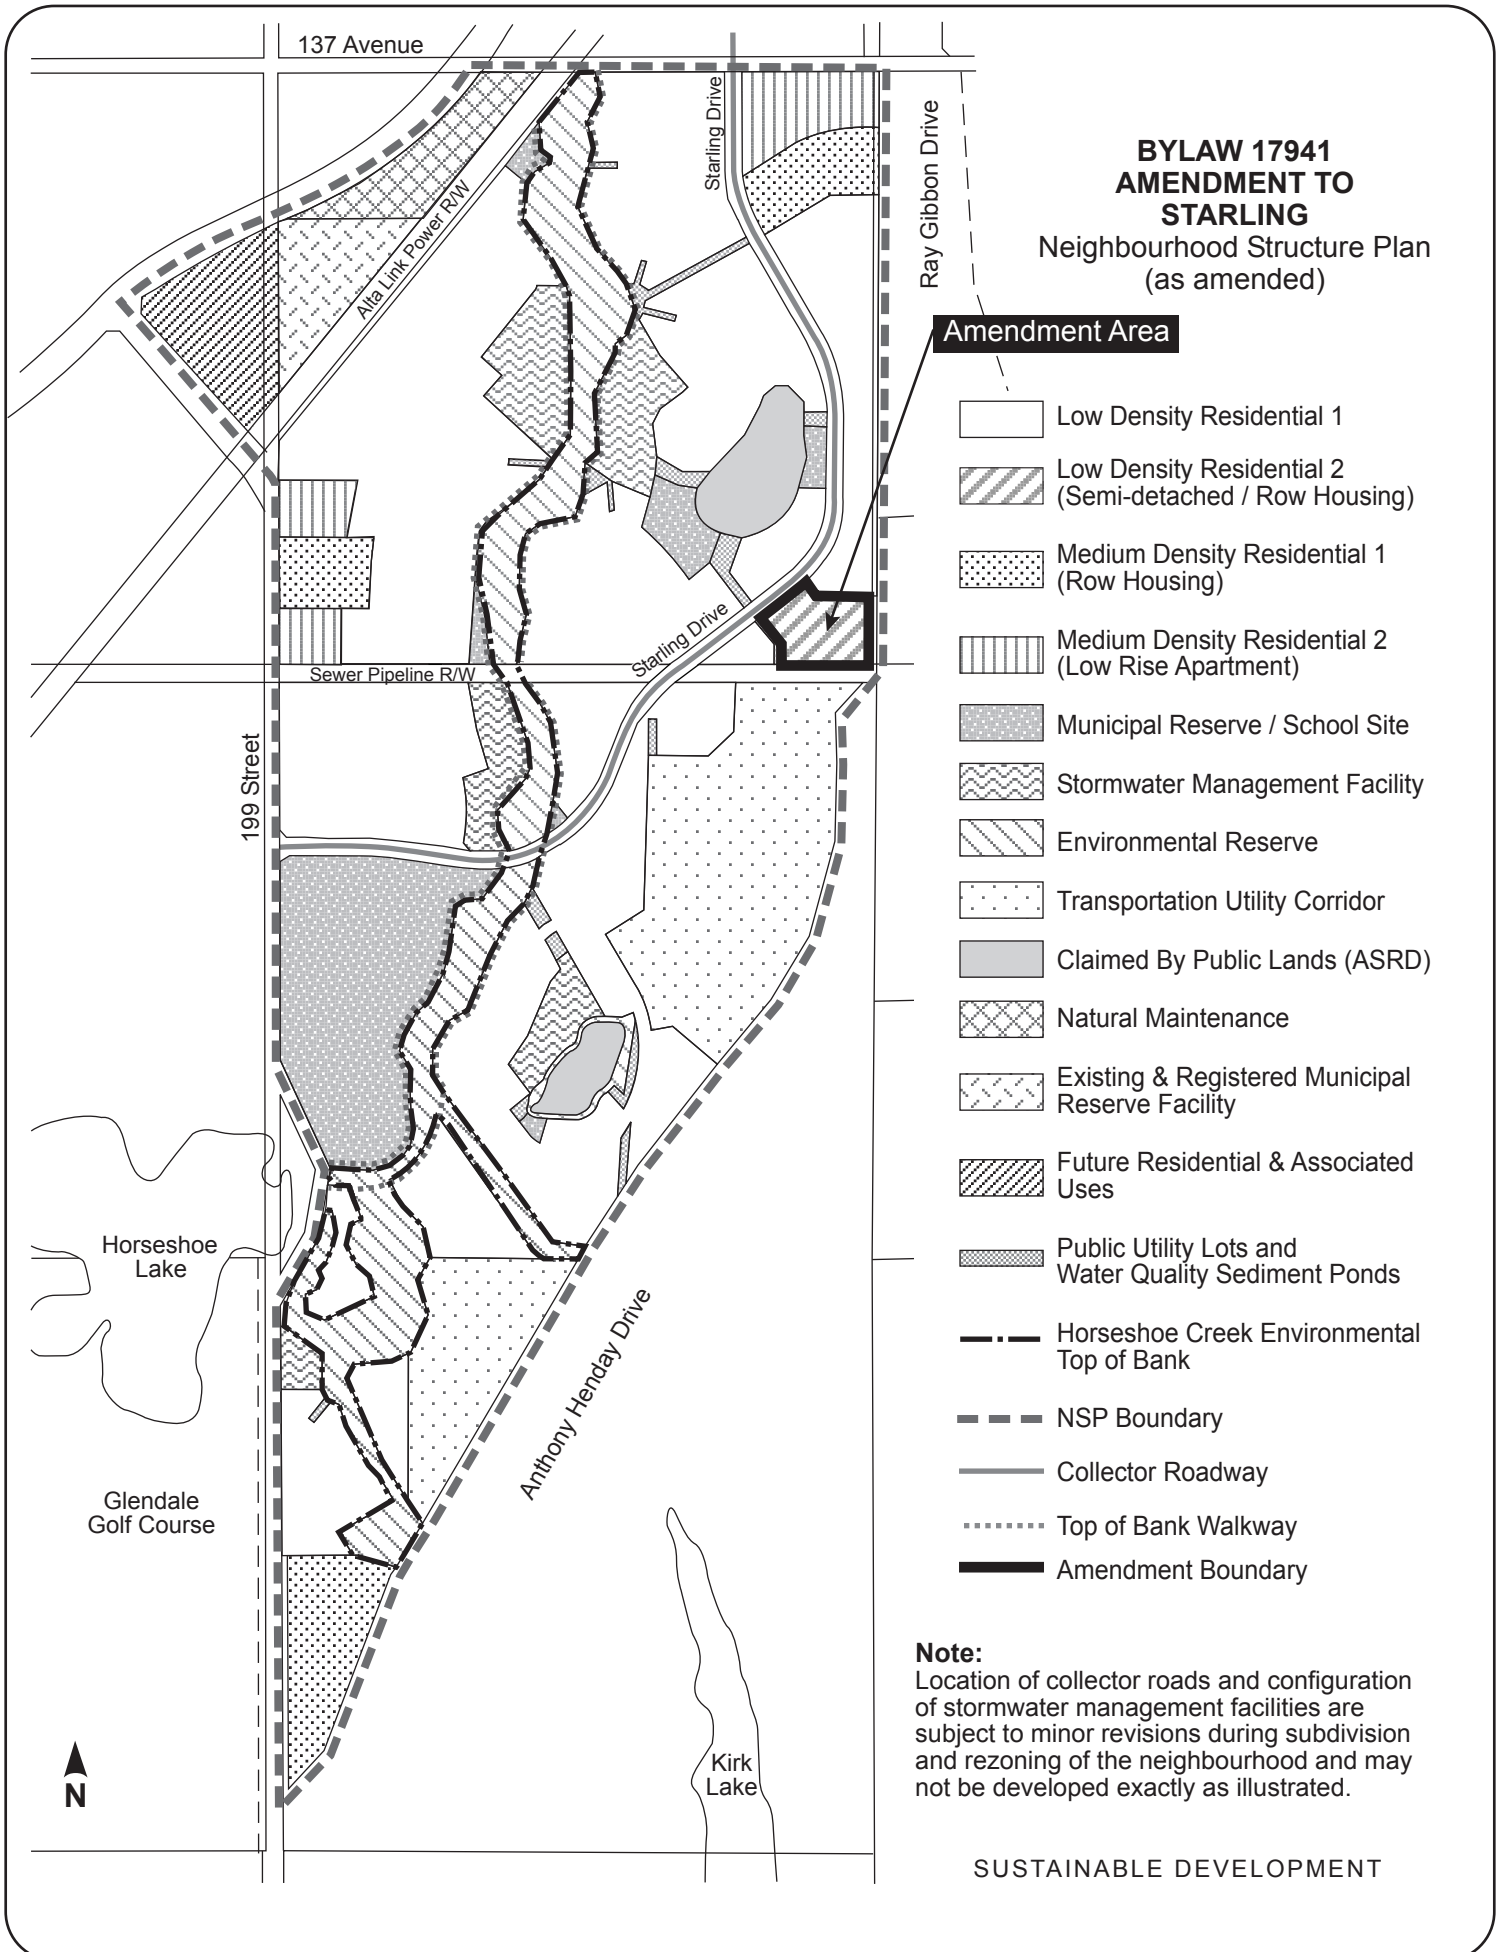 137 Avenue
Starling Drive
Ray Gibbon Drive
BYLAW 17941
AMENDMENT TO
STARLING
Neighbourhood Structure Plan
(as amended)
Alta Link Power R/W
Amendment Area
Low Density Residential 1
Low Density Residential 2
(Semi-detached / Row Housing)
Medium Density Residential 1
(Row Housing)
Medium Density Residential 2
(Low Rise Apartment)
Municipal Reserve / School Site
Stormwater Management Facility
Environmental Reserve
Transportation Utility Corridor
Claimed By Public Lands (ASRD)
Natural Maintenance
Existing & Registered Municipal
Reserve Facility
Future Residential & Associated
Uses
Public Utility Lots and
Water Quality Sediment Ponds
Horseshoe Creek Environmental
Top of Bank
NSP Boundary
Collector Roadway
Top of Bank Walkway
Amendment Boundary
Starling Drive
Sewer Pipeline R/W
199 Street
Horseshoe
Lake
Anthony Henday Drive
Glendale
Golf Course
Kirk
Lake
N
Note:
Location of collector roads and configuration
of stormwater management facilities are
subject to minor revisions during subdivision
and rezoning of the neighbourhood and may
not be developed exactly as illustrated.
SUSTAINABLE DEVELOPMENT